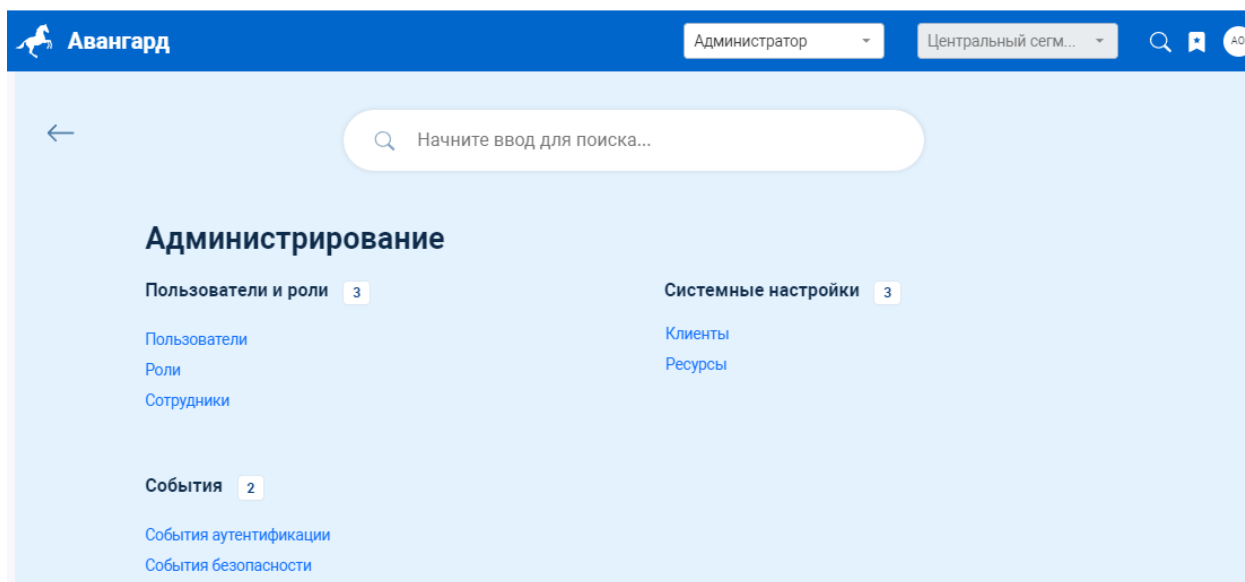 Авангард
Администратор
Центральный сегм...
АО
Начните ввод для поиска...
Администрирование
Пользователи и роли 3
Пользователи
Роли
Сотрудники
Системные настройки 3
Клиенты
Ресурсы
События 2
События аутентификации
События безопасности